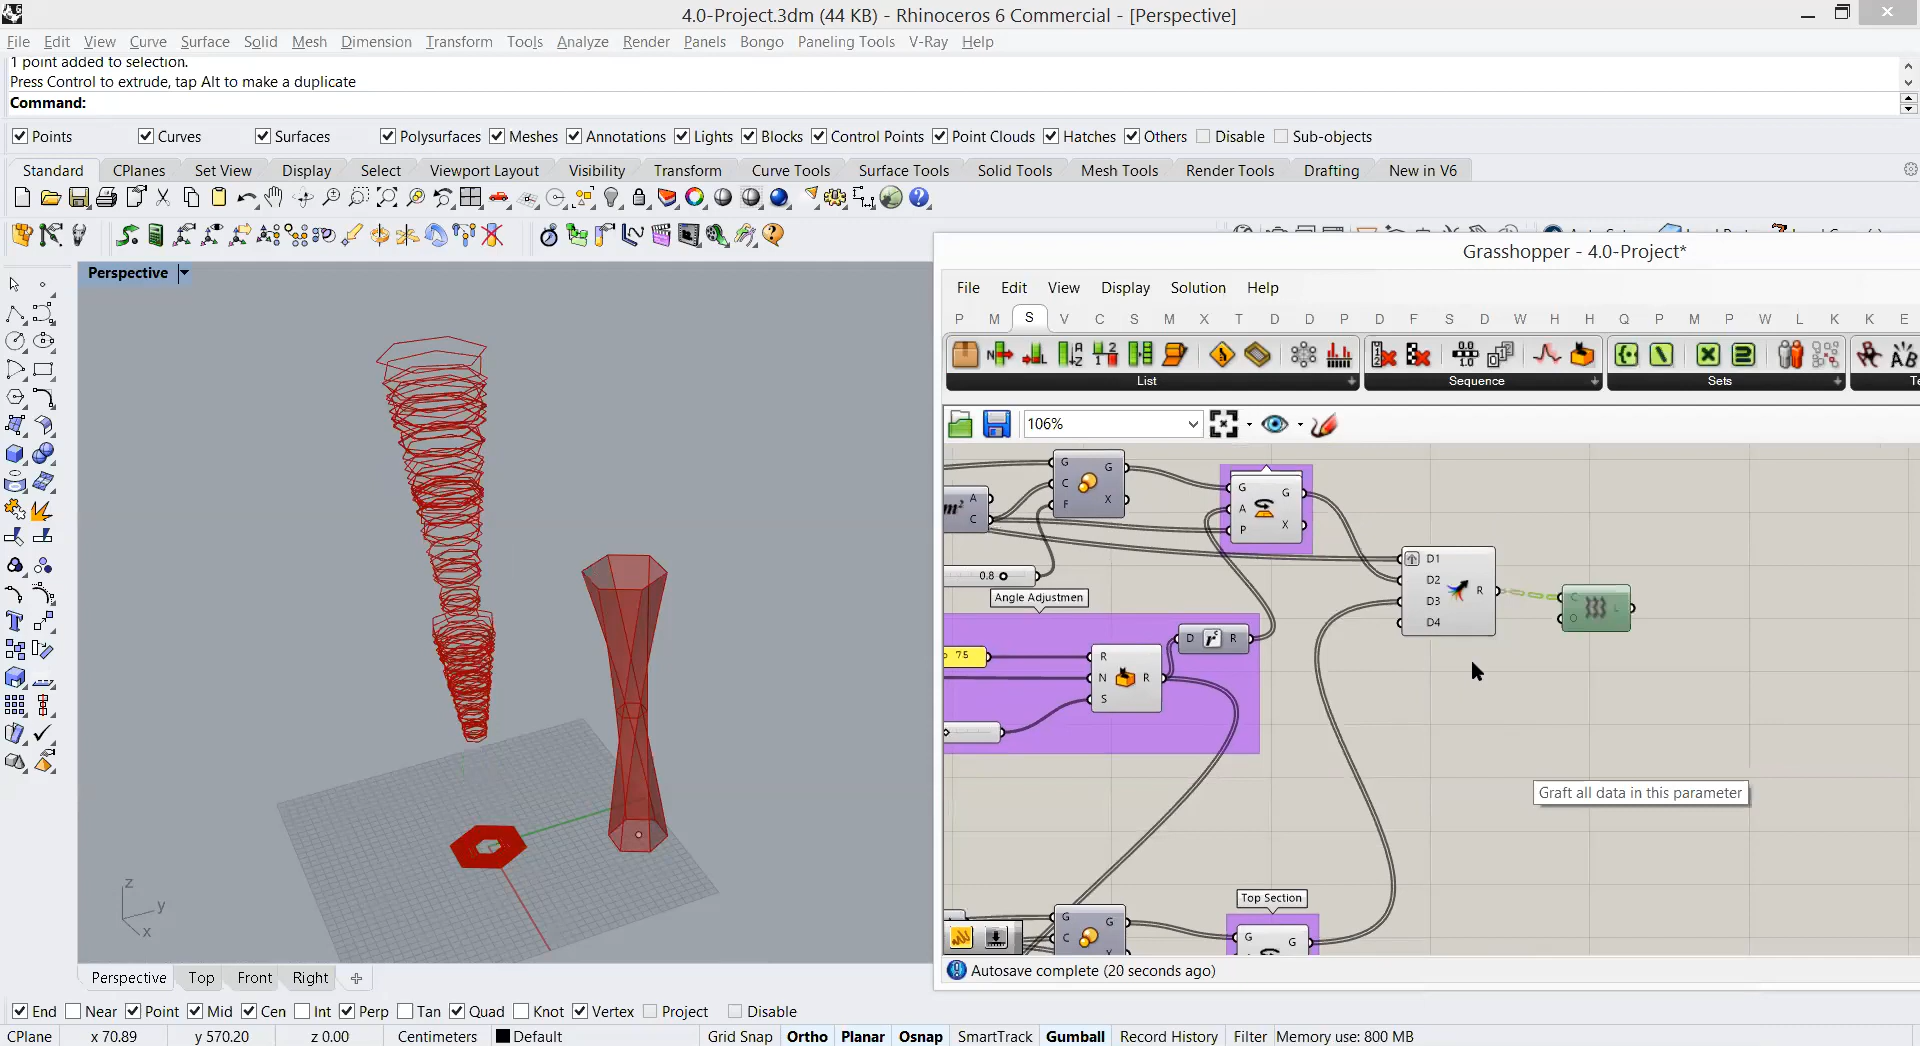 4.0-Project.3dm (44 KB) - Rhinoceros 6 Commercial - [Perspective]
File Edit View Curve Surface Solid Mesh Dimension Transform Tools Analyze Render Panels Bongo Paneling Tools V-Ray Help
1 point added to selection.
Press Control to extrude, tap Alt to make a duplicate
Command:
Points Curves Surfaces Polysurfaces Meshes Annotations Lights Blocks Control Points Point Clouds Hatches Others Disable Sub-objects
Standard CPlanes Set View Display Select Viewport Layout Visibility Transform Curve Tools Surface Tools Solid Tools Mesh Tools Render Tools Drafting New in V6
Grasshopper - 4.0-Project*
Perspective
File Edit View Display Solution Help
P M S V C S M X T D D P D F S D W H H Q P M P W L K K E
List Sequence Sets
106%
G G
C X
F
m² A
C
G G
A
P X
0.8
Angle Adjustmen
D1
D2
D3
D4
R
C L
O
75
R
N R
S
D R
Graft all data in this parameter
Top Section
G G
C
G G
z
y
x
Autosave complete (20 seconds ago)
Perspective Top Front Right
End Near Point Mid Cen Int Perp Tan Quad Knot Vertex Project Disable
CPlane x 70.89 y 570.20 z 0.00 Centimeters Default Grid Snap Ortho Planar Osnap SmartTrack Gumball Record History Filter Memory use: 800 MB